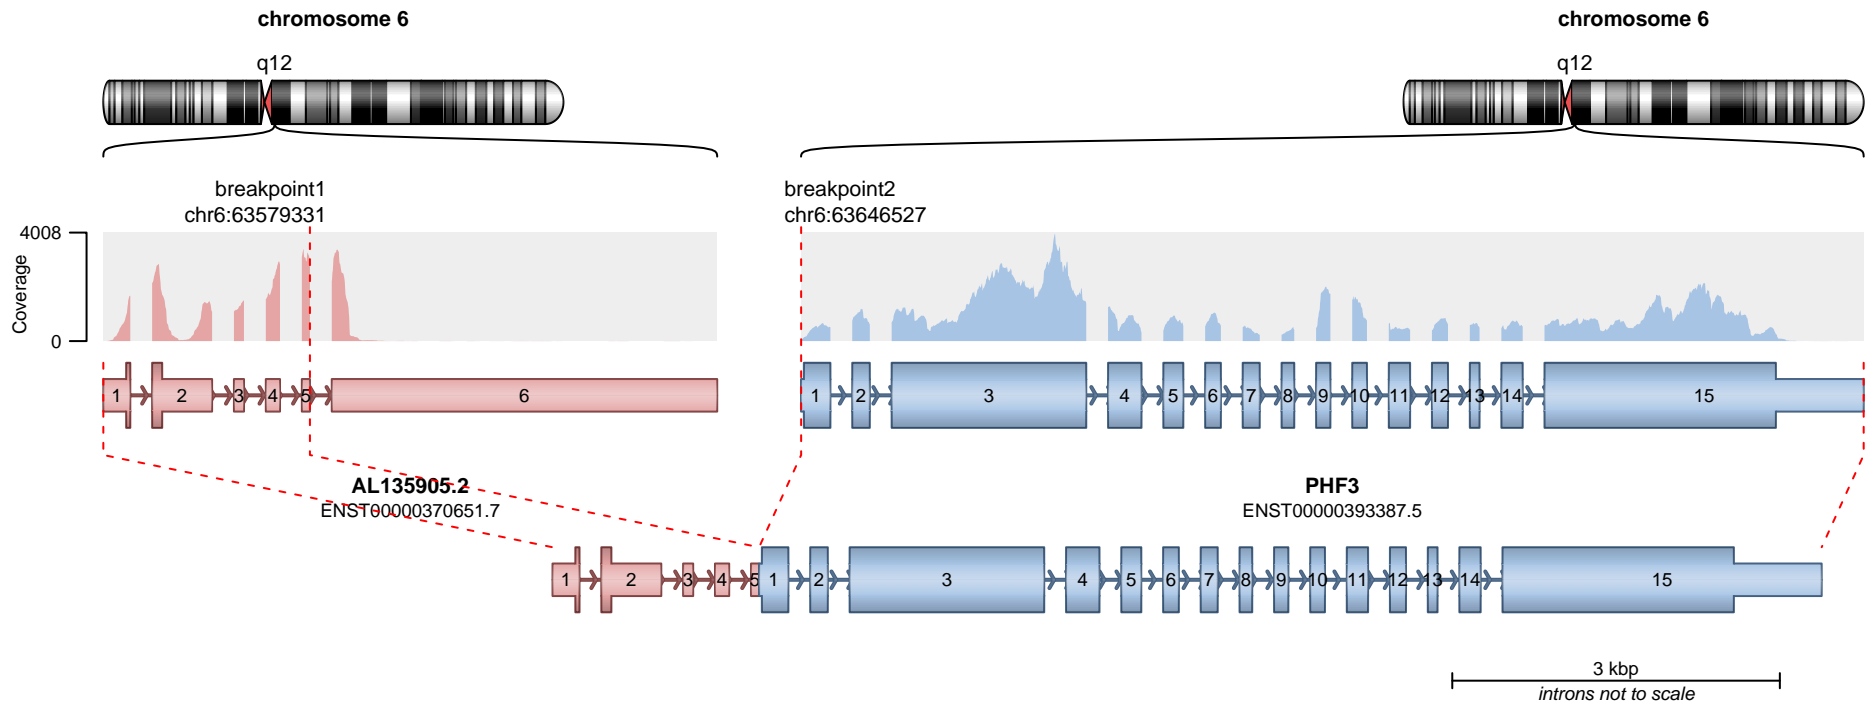 chromosome 6
chromosome 6
q12
q12
breakpoint1
chr6:63579331
breakpoint2
chr6:63646527
4008
0
Coverage
1 2 3 4 5 6
1 2 3 4 5 6 7 8 9 10 11 12 13 14 15
AL135905.2
ENST00000370651.7
PHF3
ENST00000393387.5
1 2 3 4 5 1 2 3 4 5 6 7 8 9 10 11 12 13 14 15
3 kbp
introns not to scale